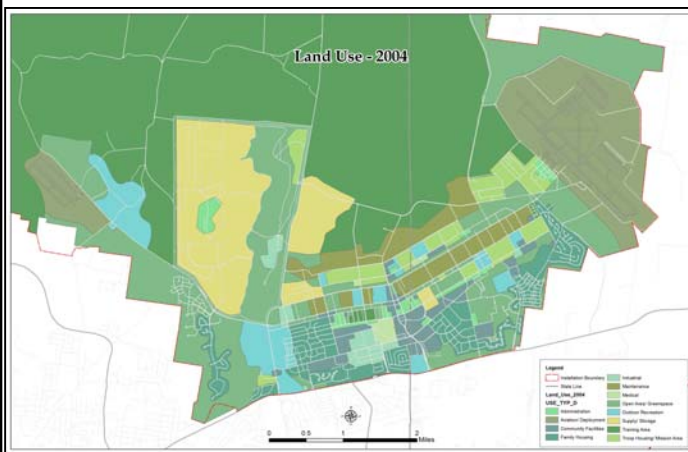 Land Use - 2004
Legend
Installation Boundary
State Line
Land_Use_2004
USE_TYP_D
Administration
Aviation Deployment
Community Facilities
Family Housing
Industrial
Maintenance
Medical
Open Area/ Greenspace
Outdoor Recreation
Supply/ Storage
Training Area
Troop Housing/ Mission Area
0 0.5 1 2
Miles